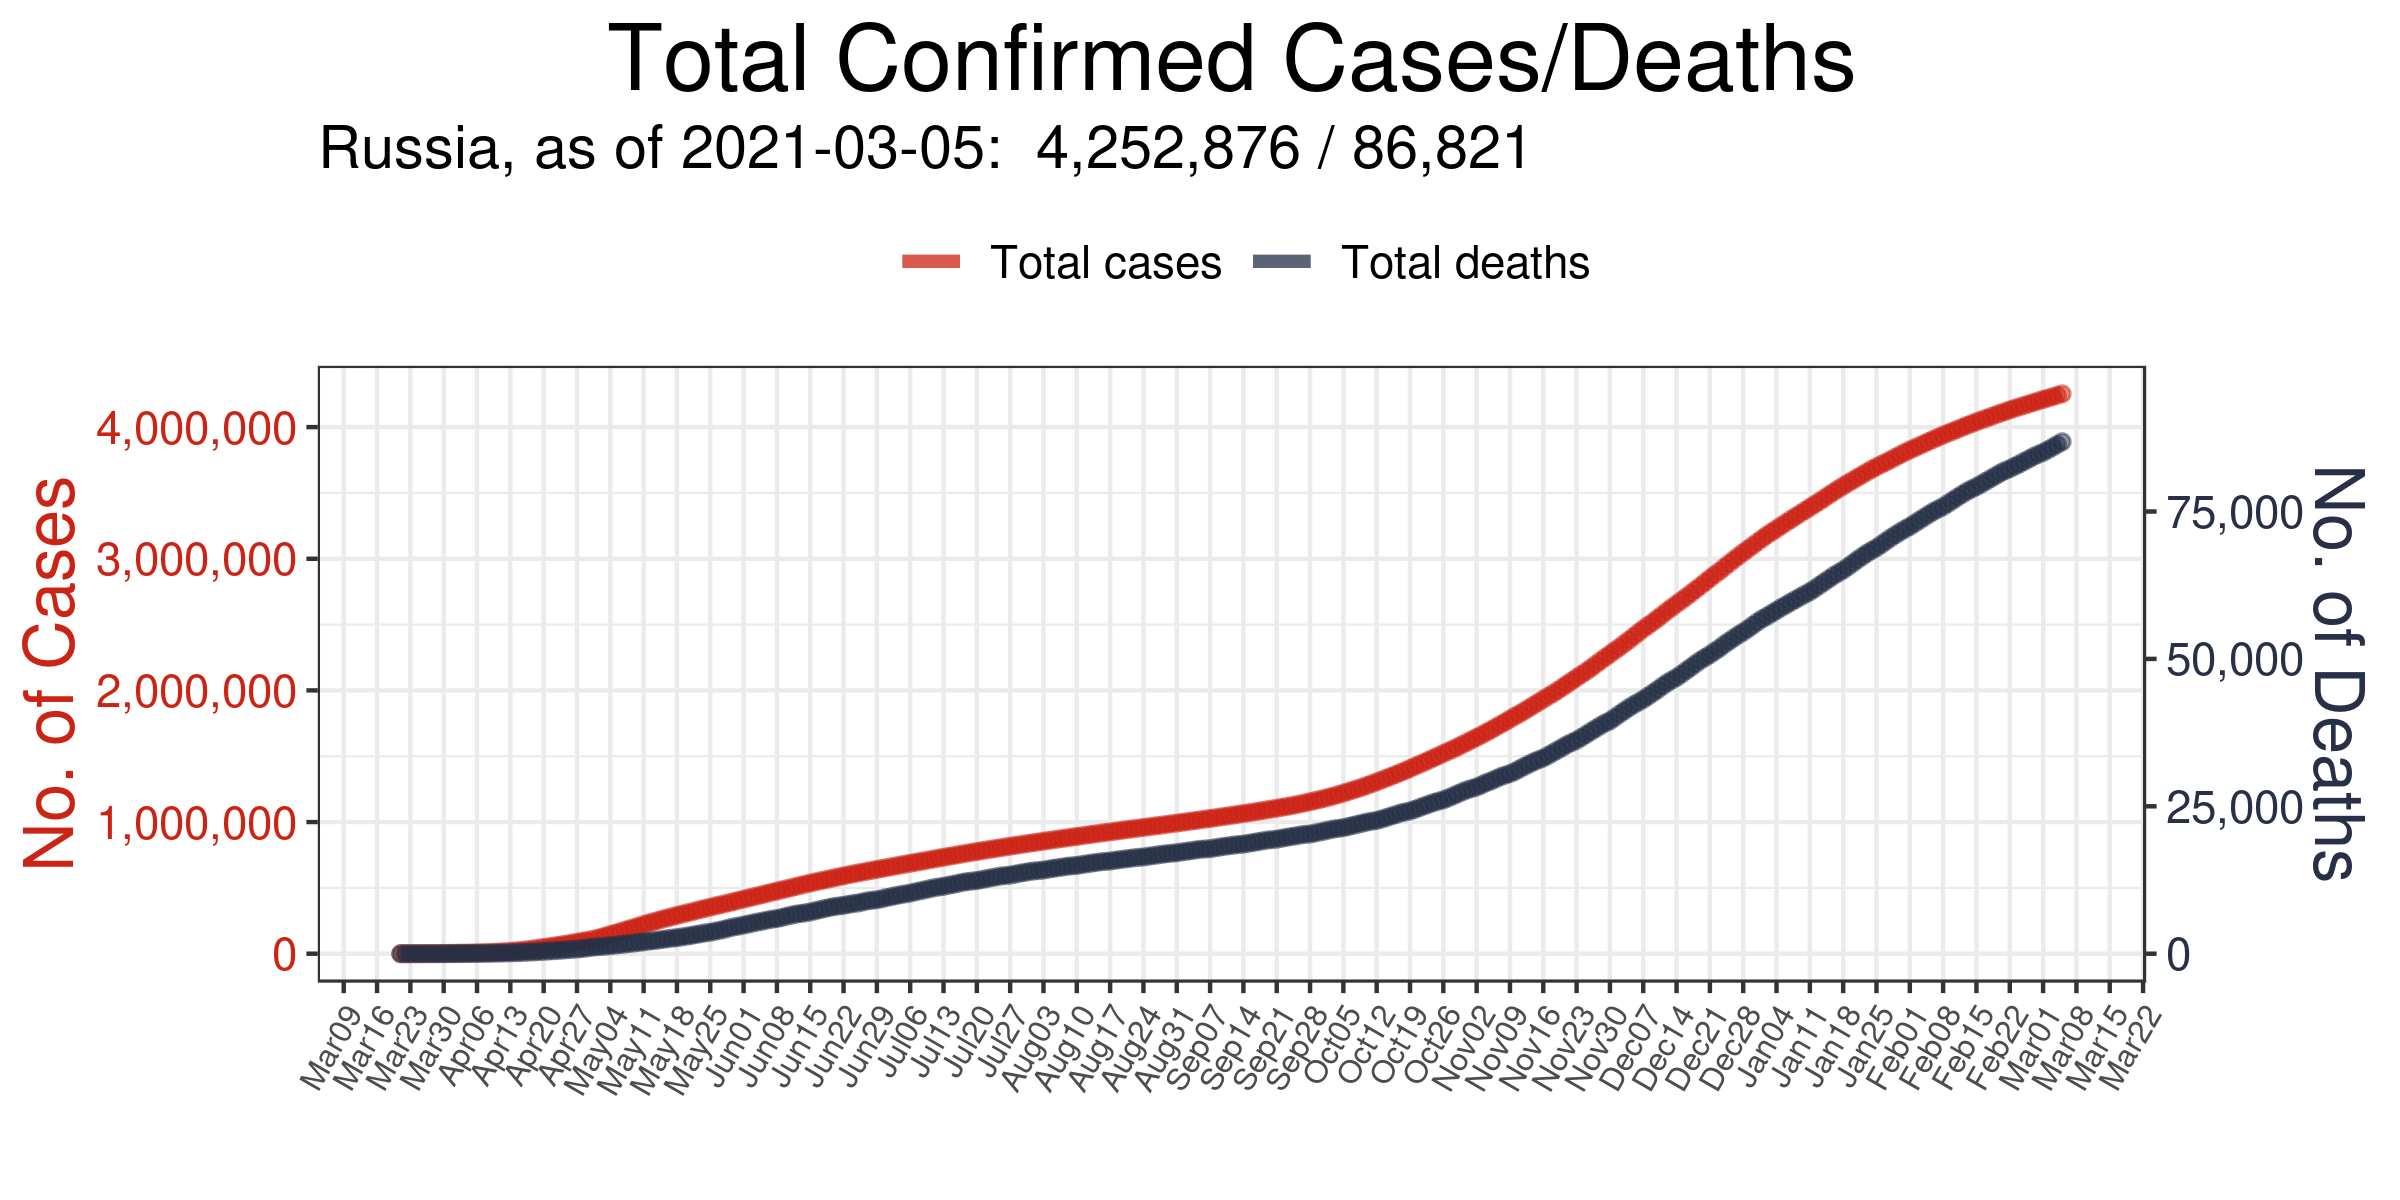 Total Confirmed Cases/Deaths
Russia, as of 2021-03-05:  4,252,876 / 86,821
Total cases
Total deaths
No. of Cases
4,000,000
3,000,000
2,000,000
1,000,000
0
75,000
50,000
25,000
0
No. of Deaths
Mar09
Mar16
Mar23
Mar30
Apr06
Apr13
Apr20
Apr27
May04
May11
May18
May25
Jun01
Jun08
Jun15
Jun22
Jun29
Jul06
Jul13
Jul20
Jul27
Aug03
Aug10
Aug17
Aug24
Aug31
Sep07
Sep14
Sep21
Sep28
Oct05
Oct12
Oct19
Oct26
Nov02
Nov09
Nov16
Nov23
Nov30
Dec07
Dec14
Dec21
Dec28
Jan04
Jan11
Jan18
Jan25
Feb01
Feb08
Feb15
Feb22
Mar01
Mar08
Mar15
Mar22